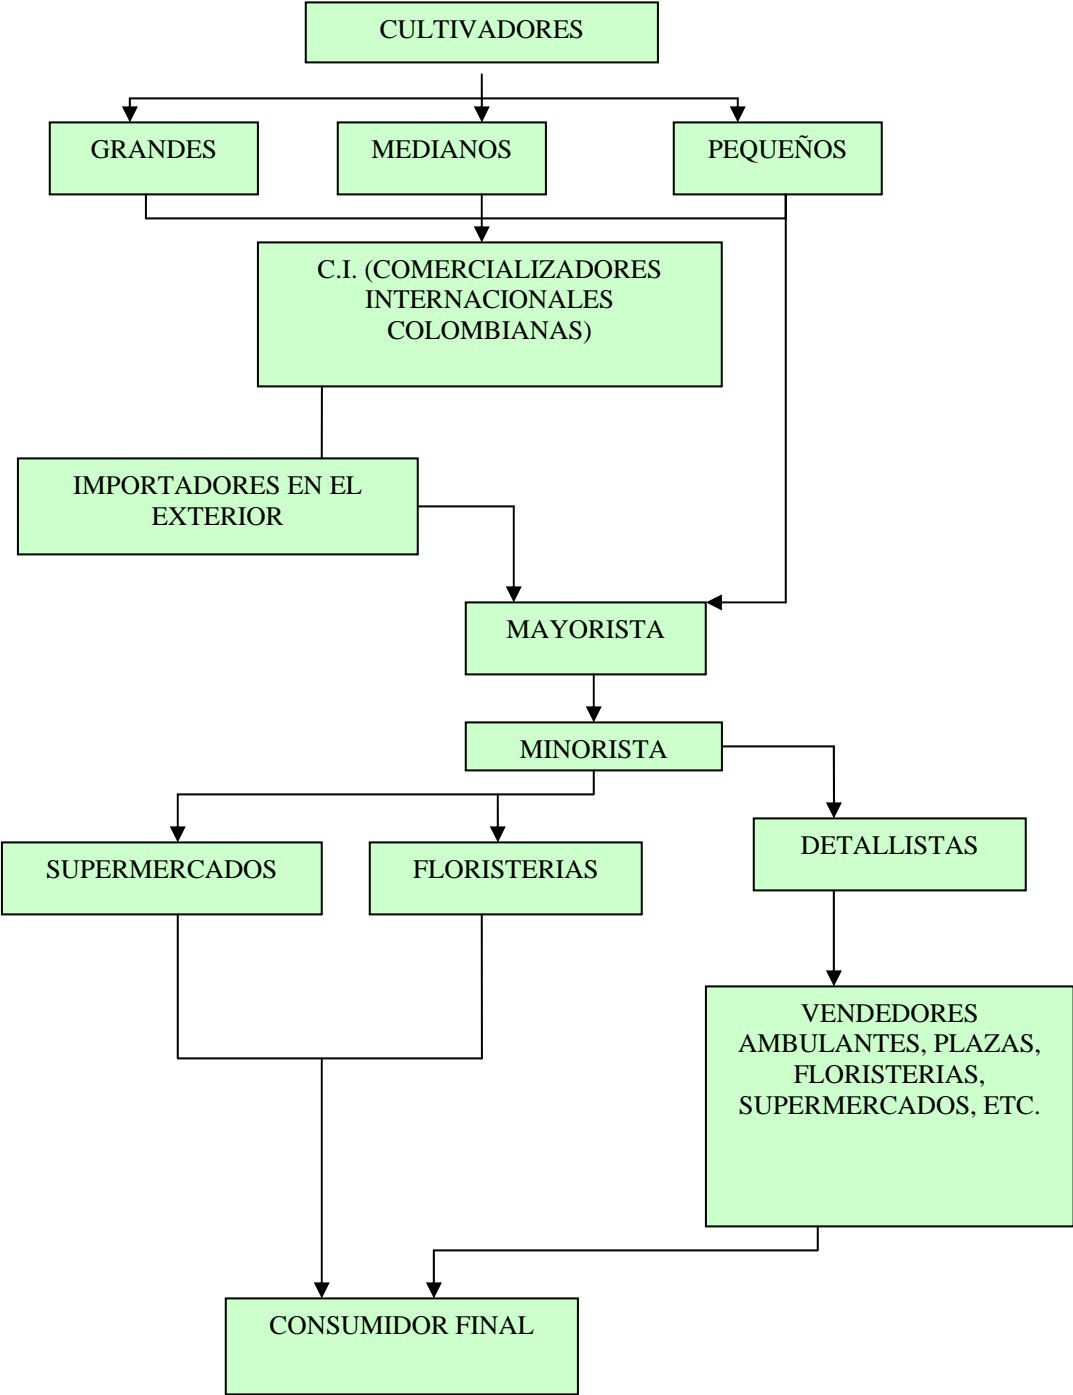 CULTIVADORES
GRANDES
MEDIANOS
PEQUEÑOS
C.I. (COMERCIALIZADORES
INTERNACIONALES
COLOMBIANAS)
IMPORTADORES EN EL
EXTERIOR
MAYORISTA
MINORISTA
SUPERMERCADOS
FLORISTERIAS
DETALLISTAS
VENDEDORES
AMBULANTES, PLAZAS,
FLORISTERIAS,
SUPERMERCADOS, ETC.
CONSUMIDOR FINAL